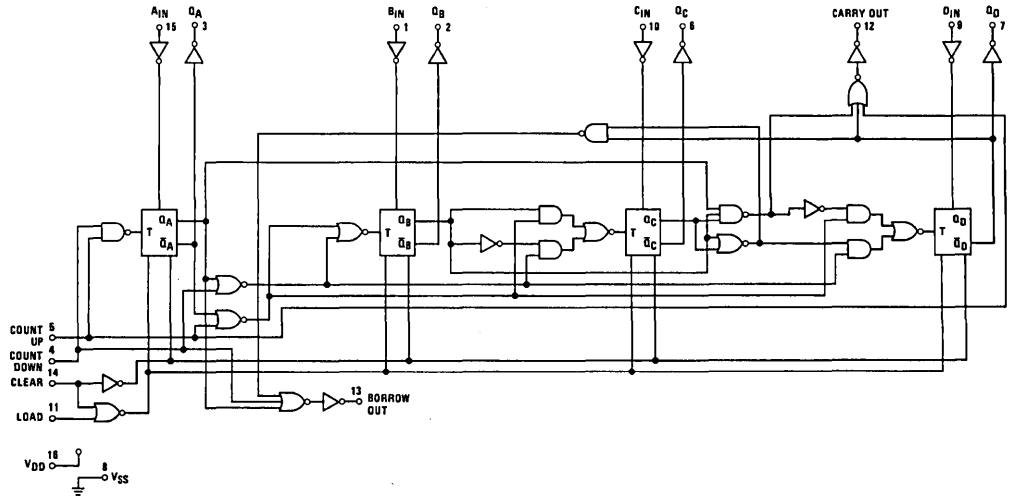 AIN QA
15 3
BIN QB
1 2
CIN QC
10 6
CARRY OUT
12
DIN QD
9 7
QA
T Q̅A
QB
T Q̅B
QC
T Q̅C
QD
T Q̅D
COUNT UP 5
COUNT DOWN 4
CLEAR 14
LOAD 11
13 BORROW OUT
VDD 16
8 VSS